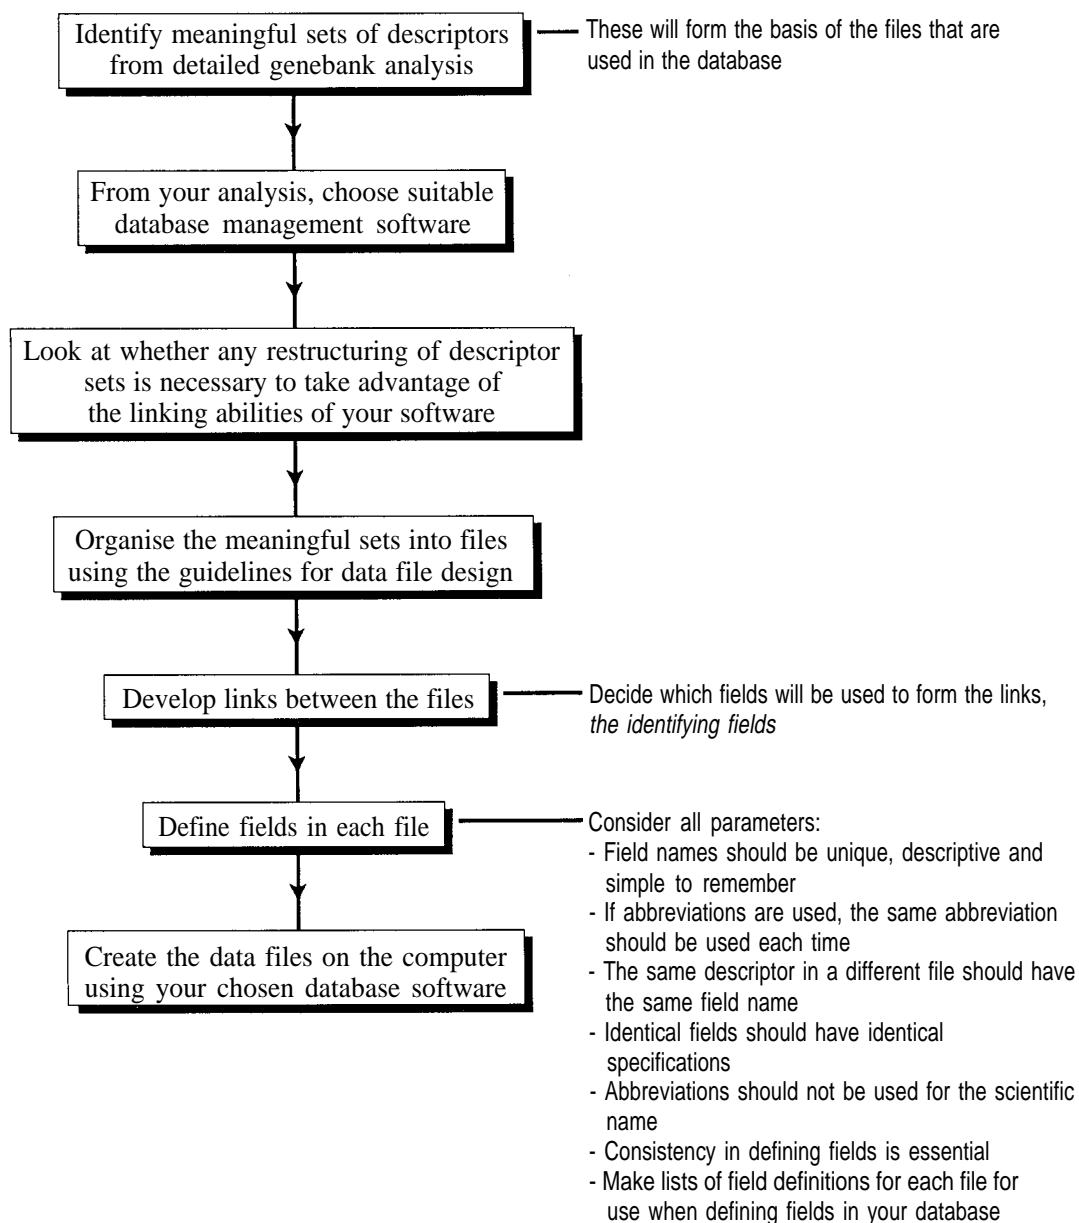 Identify meaningful sets of descriptors
from detailed genebank analysis
These will form the basis of the files that are
used in the database
From your analysis, choose suitable
database management software
Look at whether any restructuring of descriptor
sets is necessary to take advantage of
the linking abilities of your software
Organise the meaningful sets into files
using the guidelines for data file design
Develop links between the files
Decide which fields will be used to form the links,
the identifying fields
Define fields in each file
Consider all parameters:
- Field names should be unique, descriptive and
simple to remember
- If abbreviations are used, the same abbreviation
should be used each time
- The same descriptor in a different file should have
the same field name
- Identical fields should have identical
specifications
- Abbreviations should not be used for the scientific
name
- Consistency in defining fields is essential
- Make lists of field definitions for each file for
use when defining fields in your database
Create the data files on the computer
using your chosen database software